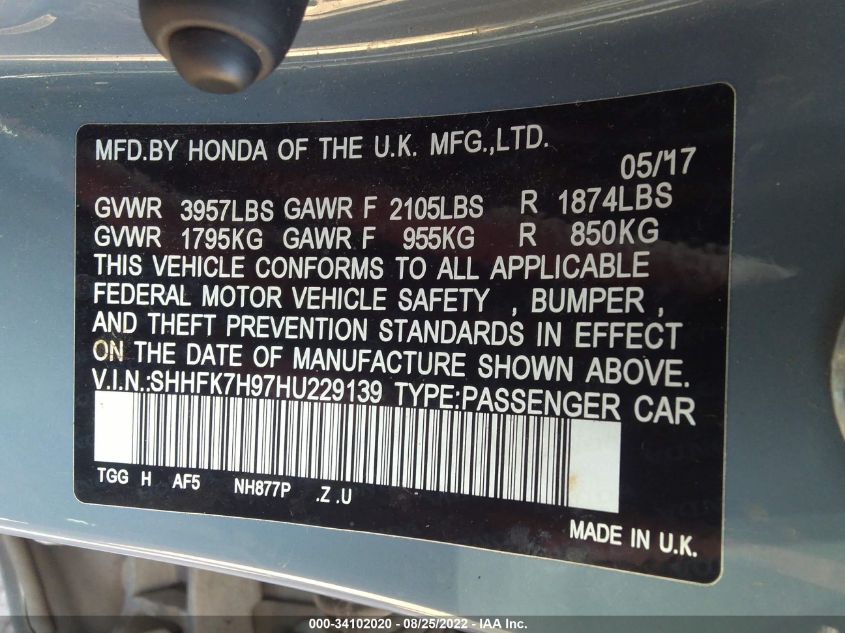 MFD.BY HONDA OF THE U.K. MFG.,LTD.
05/17
GVWR 3957LBS GAWR F 2105LBS R 1874LBS
GVWR 1795KG GAWR F 955KG R 850KG
THIS VEHICLE CONFORMS TO ALL APPLICABLE
FEDERAL MOTOR VEHICLE SAFETY , BUMPER ,
AND THEFT PREVENTION STANDARDS IN EFFECT
ON THE DATE OF MANUFACTURE SHOWN ABOVE.
V.I.N.:SHHFK7H97HU229139 TYPE:PASSENGER CAR
TGG H AF5 NH877P .Z .U
MADE IN U.K.
000-34102020 - 08/25/2022 - IAA Inc.